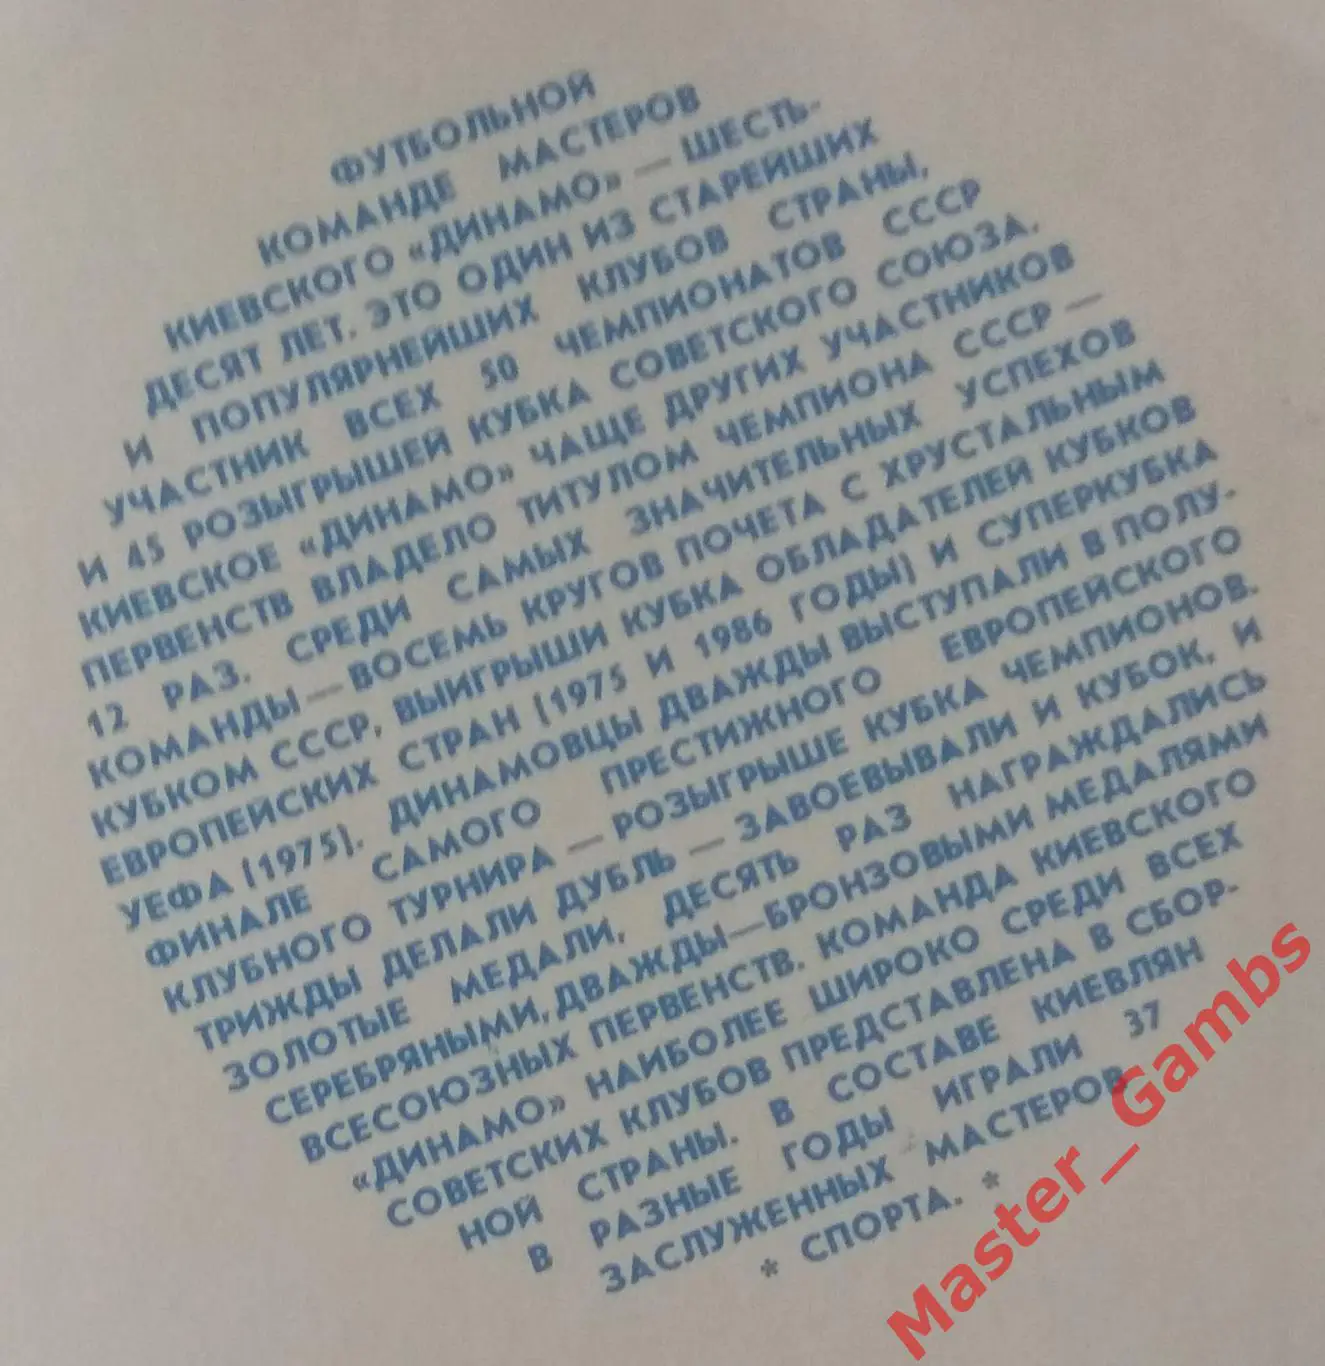 ФУТБОЛЬНОЙ
КОМАНДЕ МАСТЕРОВ
КИЕВСКОГО «ДИНАМО» — ШЕСТЬ-
ДЕСЯТ ЛЕТ. ЭТО ОДИН ИЗ СТАРЕЙШИХ
И ПОПУЛЯРНЕЙШИХ КЛУБОВ СТРАНЫ,
УЧАСТНИК ВСЕХ 50 ЧЕМПИОНАТОВ СССР
И 45 РОЗЫГРЫШЕЙ КУБКА СОВЕТСКОГО СОЮЗА.
КИЕВСКОЕ «ДИНАМО» ЧАЩЕ ДРУГИХ УЧАСТНИКОВ
ПЕРВЕНСТВ ВЛАДЕЛО ТИТУЛОМ ЧЕМПИОНА СССР —
12 РАЗ. СРЕДИ САМЫХ ЗНАЧИТЕЛЬНЫХ УСПЕХОВ
КОМАНДЫ — ВОСЕМЬ КРУГОВ ПОЧЕТА С ХРУСТАЛЬНЫМ
КУБКОМ СССР, ВЫИГРЫШИ КУБКА ОБЛАДАТЕЛЕЙ КУБКОВ
ЕВРОПЕЙСКИХ СТРАН (1975 И 1986 ГОДЫ) И СУПЕРКУБКА
УЕФА (1975). ДИНАМОВЦЫ ДВАЖДЫ ВЫСТУПАЛИ В ПОЛУ-
ФИНАЛЕ САМОГО ПРЕСТИЖНОГО ЕВРОПЕЙСКОГО
КЛУБНОГО ТУРНИРА — РОЗЫГРЫШЕ КУБКА ЧЕМПИОНОВ.
ТРИЖДЫ ДЕЛАЛИ ДУБЛЬ — ЗАВОЕВЫВАЛИ И КУБОК, И
ЗОЛОТЫЕ МЕДАЛИ, ДЕСЯТЬ РАЗ НАГРАЖДАЛИСЬ
СЕРЕБРЯНЫМИ, ДВАЖДЫ — БРОНЗОВЫМИ МЕДАЛЯМИ
ВСЕСОЮЗНЫХ ПЕРВЕНСТВ. КОМАНДА КИЕВСКОГО
«ДИНАМО» НАИБОЛЕЕ ШИРОКО СРЕДИ ВСЕХ
СОВЕТСКИХ КЛУБОВ ПРЕДСТАВЛЕНА В СБОР-
НОЙ СТРАНЫ. В СОСТАВЕ КИЕВЛЯН
В РАЗНЫЕ ГОДЫ ИГРАЛИ 37
ЗАСЛУЖЕННЫХ МАСТЕРОВ
* СПОРТА. *
Master_Gambs